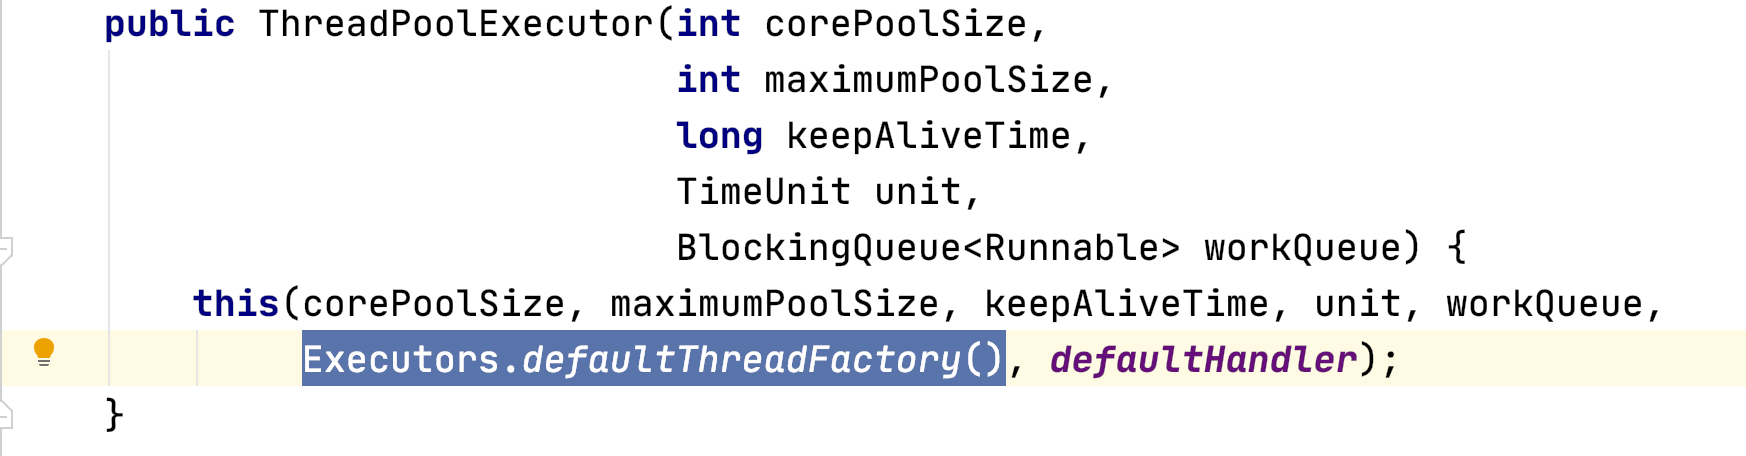 public ThreadPoolExecutor(int corePoolSize,
int maximumPoolSize,
long keepAliveTime,
TimeUnit unit,
BlockingQueue<Runnable> workQueue) {
this(corePoolSize, maximumPoolSize, keepAliveTime, unit, workQueue,
Executors.defaultThreadFactory(), defaultHandler);
}